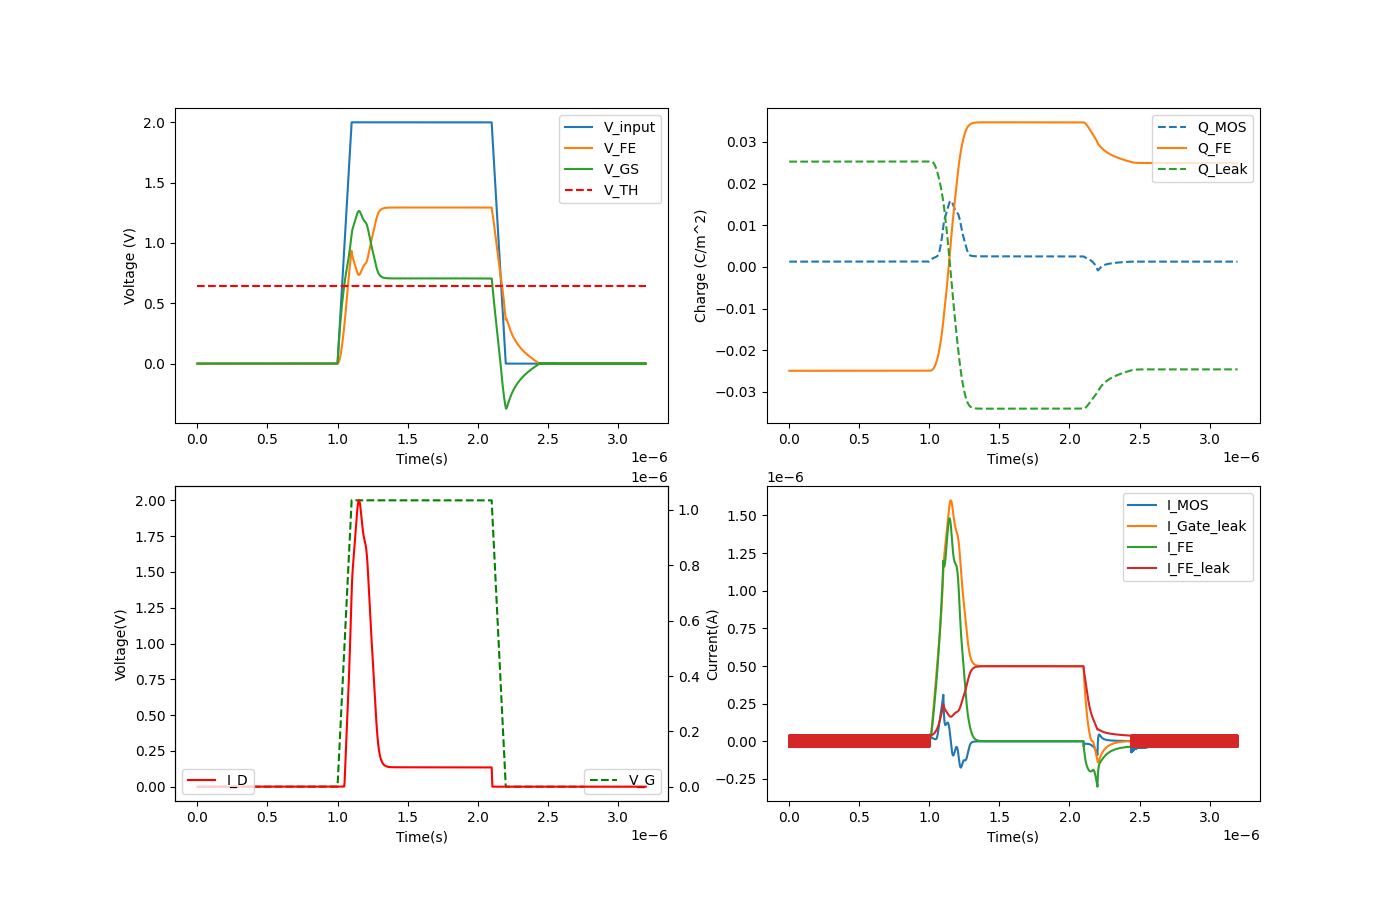 V_input
V_FE
V_GS
V_TH
2.0
1.5
1.0
0.5
0.0
Voltage (V)
0.0 0.5 1.0 1.5 2.0 2.5 3.0
Time(s)
1e−6
Q_MOS
Q_FE
Q_Leak
0.03
0.02
0.01
0.00
−0.01
−0.02
−0.03
Charge (C/m^2)
0.0 0.5 1.0 1.5 2.0 2.5 3.0
Time(s)
1e−6
1e−6
2.00
1.75
1.50
1.25
1.00
0.75
0.50
0.25
0.00
Voltage(V)
I_D
V_G
1.0
0.8
0.6
0.4
0.2
0.0
0.0 0.5 1.0 1.5 2.0 2.5 3.0
Time(s)
1e−6
1e−6
I_MOS
I_Gate_leak
I_FE
I_FE_leak
1.50
1.25
1.00
0.75
0.50
0.25
0.00
−0.25
Current(A)
0.0 0.5 1.0 1.5 2.0 2.5 3.0
Time(s)
1e−6